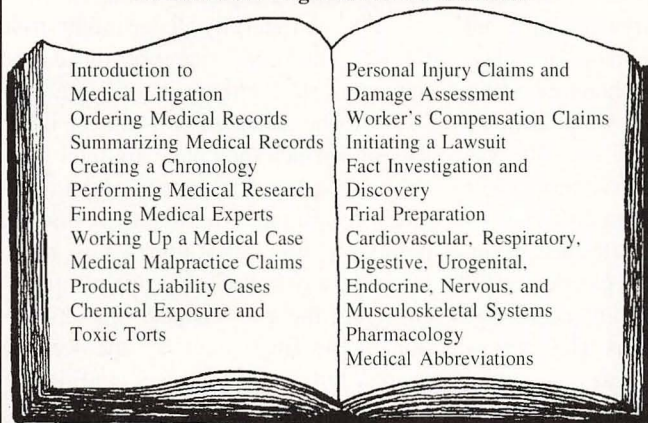 Introduction to
Medical Litigation
Ordering Medical Records
Summarizing Medical Records
Creating a Chronology
Performing Medical Research
Finding Medical Experts
Working Up a Medical Case
Medical Malpractice Claims
Products Liability Cases
Chemical Exposure and
Toxic Torts
Personal Injury Claims and
Damage Assessment
Worker's Compensation Claims
Initiating a Lawsuit
Fact Investigation and
Discovery
Trial Preparation
Cardiovascular, Respiratory,
Digestive, Urogenital,
Endocrine, Nervous, and
Musculoskeletal Systems
Pharmacology
Medical Abbreviations